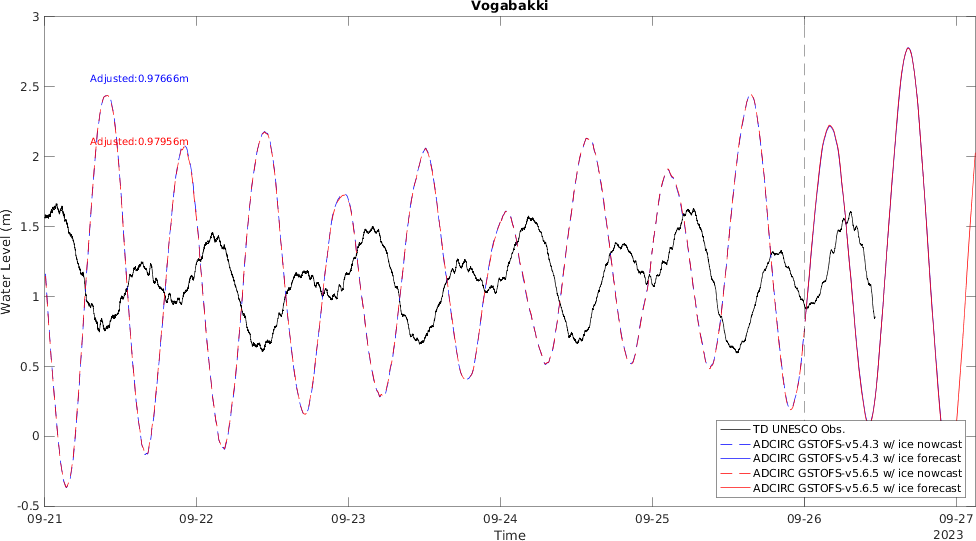 Vogabakki
3
2.5
2
1.5
1
0.5
0
-0.5
Water Level (m)
Adjusted:0.97666m
Adjusted:0.97956m
TD UNESCO Obs.
ADCIRC GSTOFS-v5.4.3 w/ ice nowcast
ADCIRC GSTOFS-v5.4.3 w/ ice forecast
ADCIRC GSTOFS-v5.6.5 w/ ice nowcast
ADCIRC GSTOFS-v5.6.5 w/ ice forecast
09-21 09-22 09-23 09-24 09-25 09-26 09-27
2023
Time